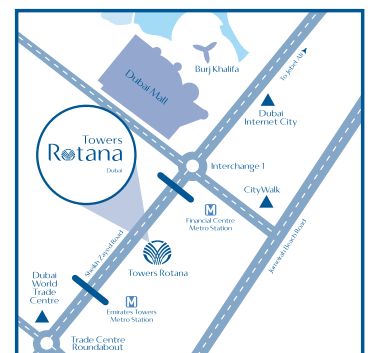 Burj Khalifa
To Jebel Ali
Dubai Mall
Dubai
Internet City
Towers
Rotana
Dubai
Interchange 1
CityWalk
M
Financial Centre
Metro Station
Sheikh Zayed Road
Jumeirah Beach Road
Towers Rotana
Dubai
World
Trade
Centre
M
Emirates Towers
Metro Station
Trade Centre
Roundabout